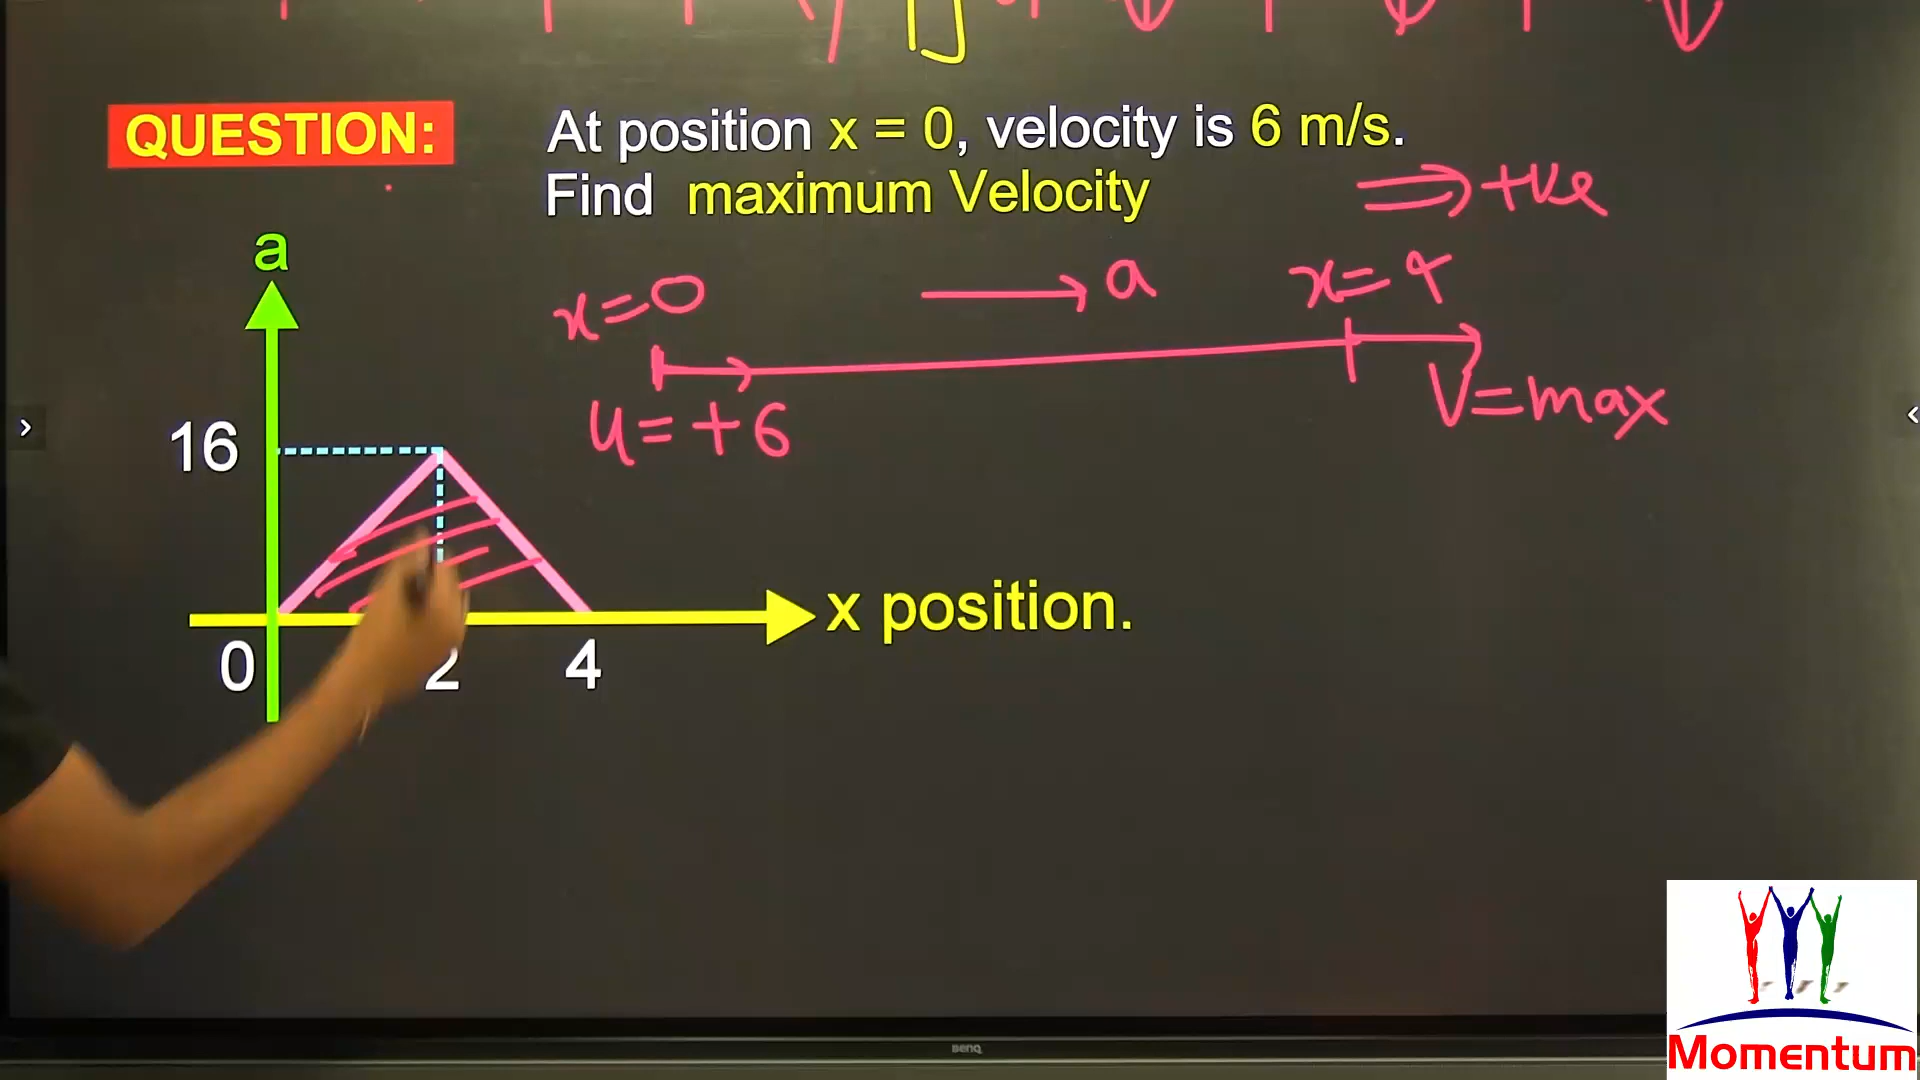 QUESTION:
At position x = 0, velocity is 6 m/s.
Find maximum Velocity
⇒ +ve
a
x=0
→ a
x=4
u=+6
V=max
16
x position.
0
2
4
BenQ
Momentum